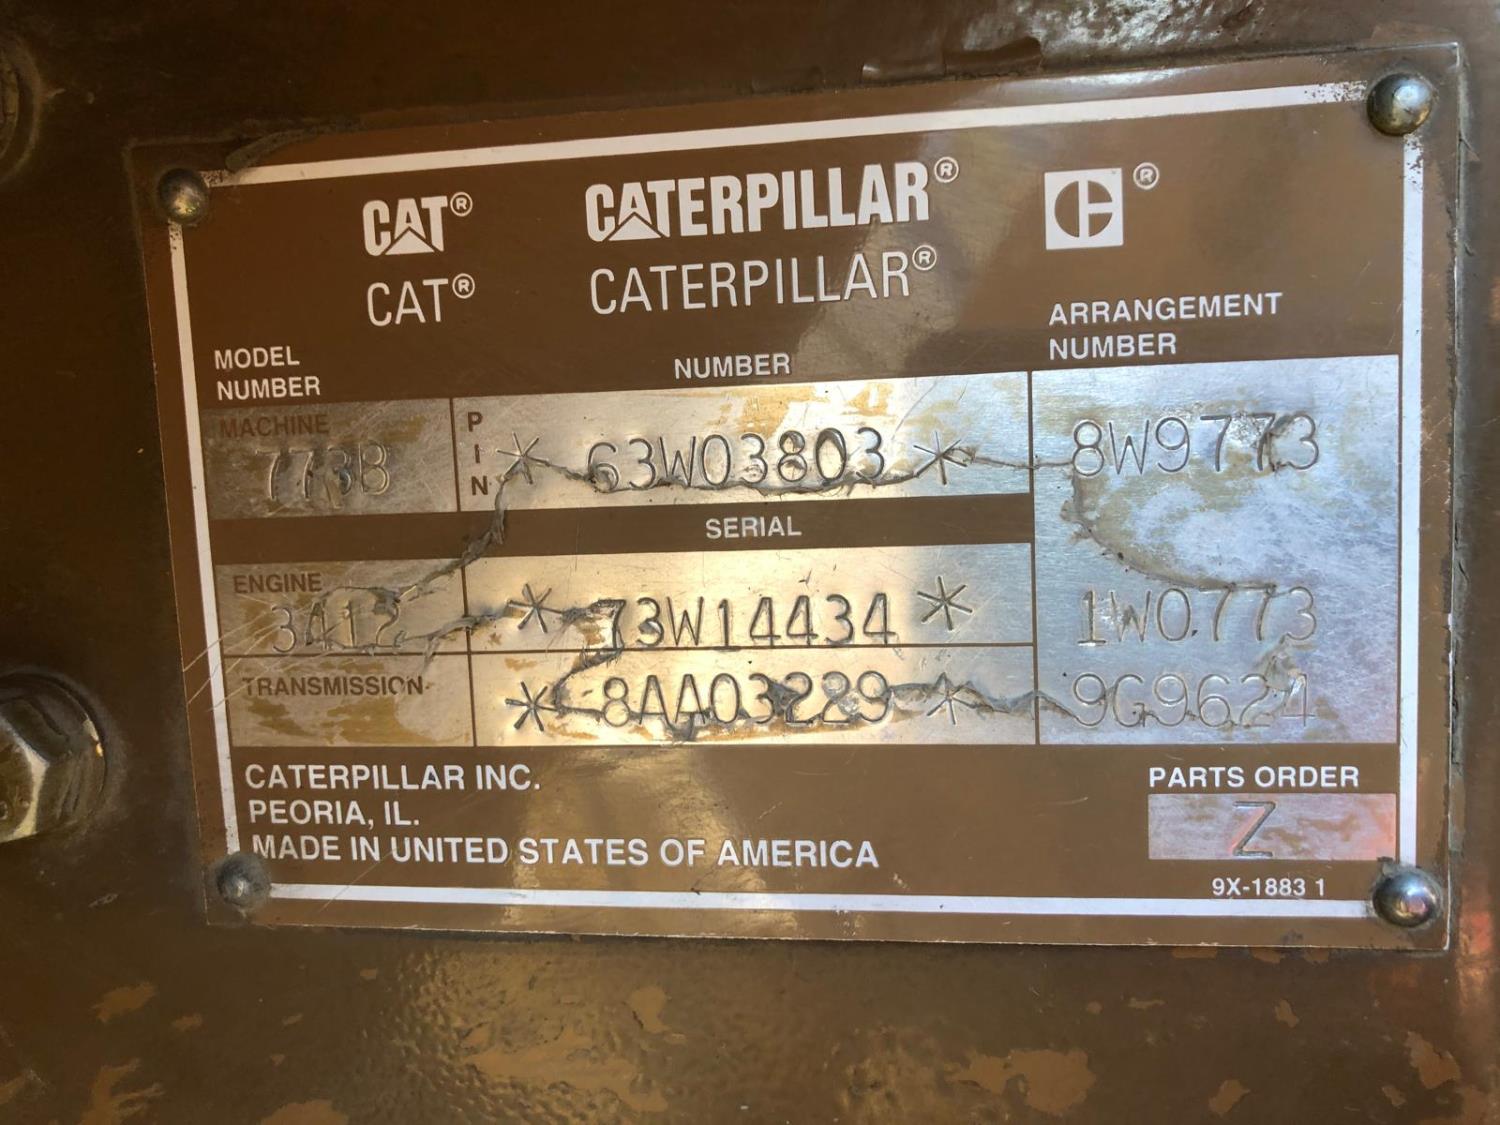 CAT® CATERPILLAR® ®
CAT® CATERPILLAR®
MODEL NUMBER
NUMBER
ARRANGEMENT NUMBER
MACHINE
773B
PIN
* 63W03803 *
8W9773
SERIAL
ENGINE
3412
* 73W14434 *
1W0773
TRANSMISSION
* 8AA03229 *
9G9624
CATERPILLAR INC.
PEORIA, IL.
MADE IN UNITED STATES OF AMERICA
PARTS ORDER
Z
9X-1883 1